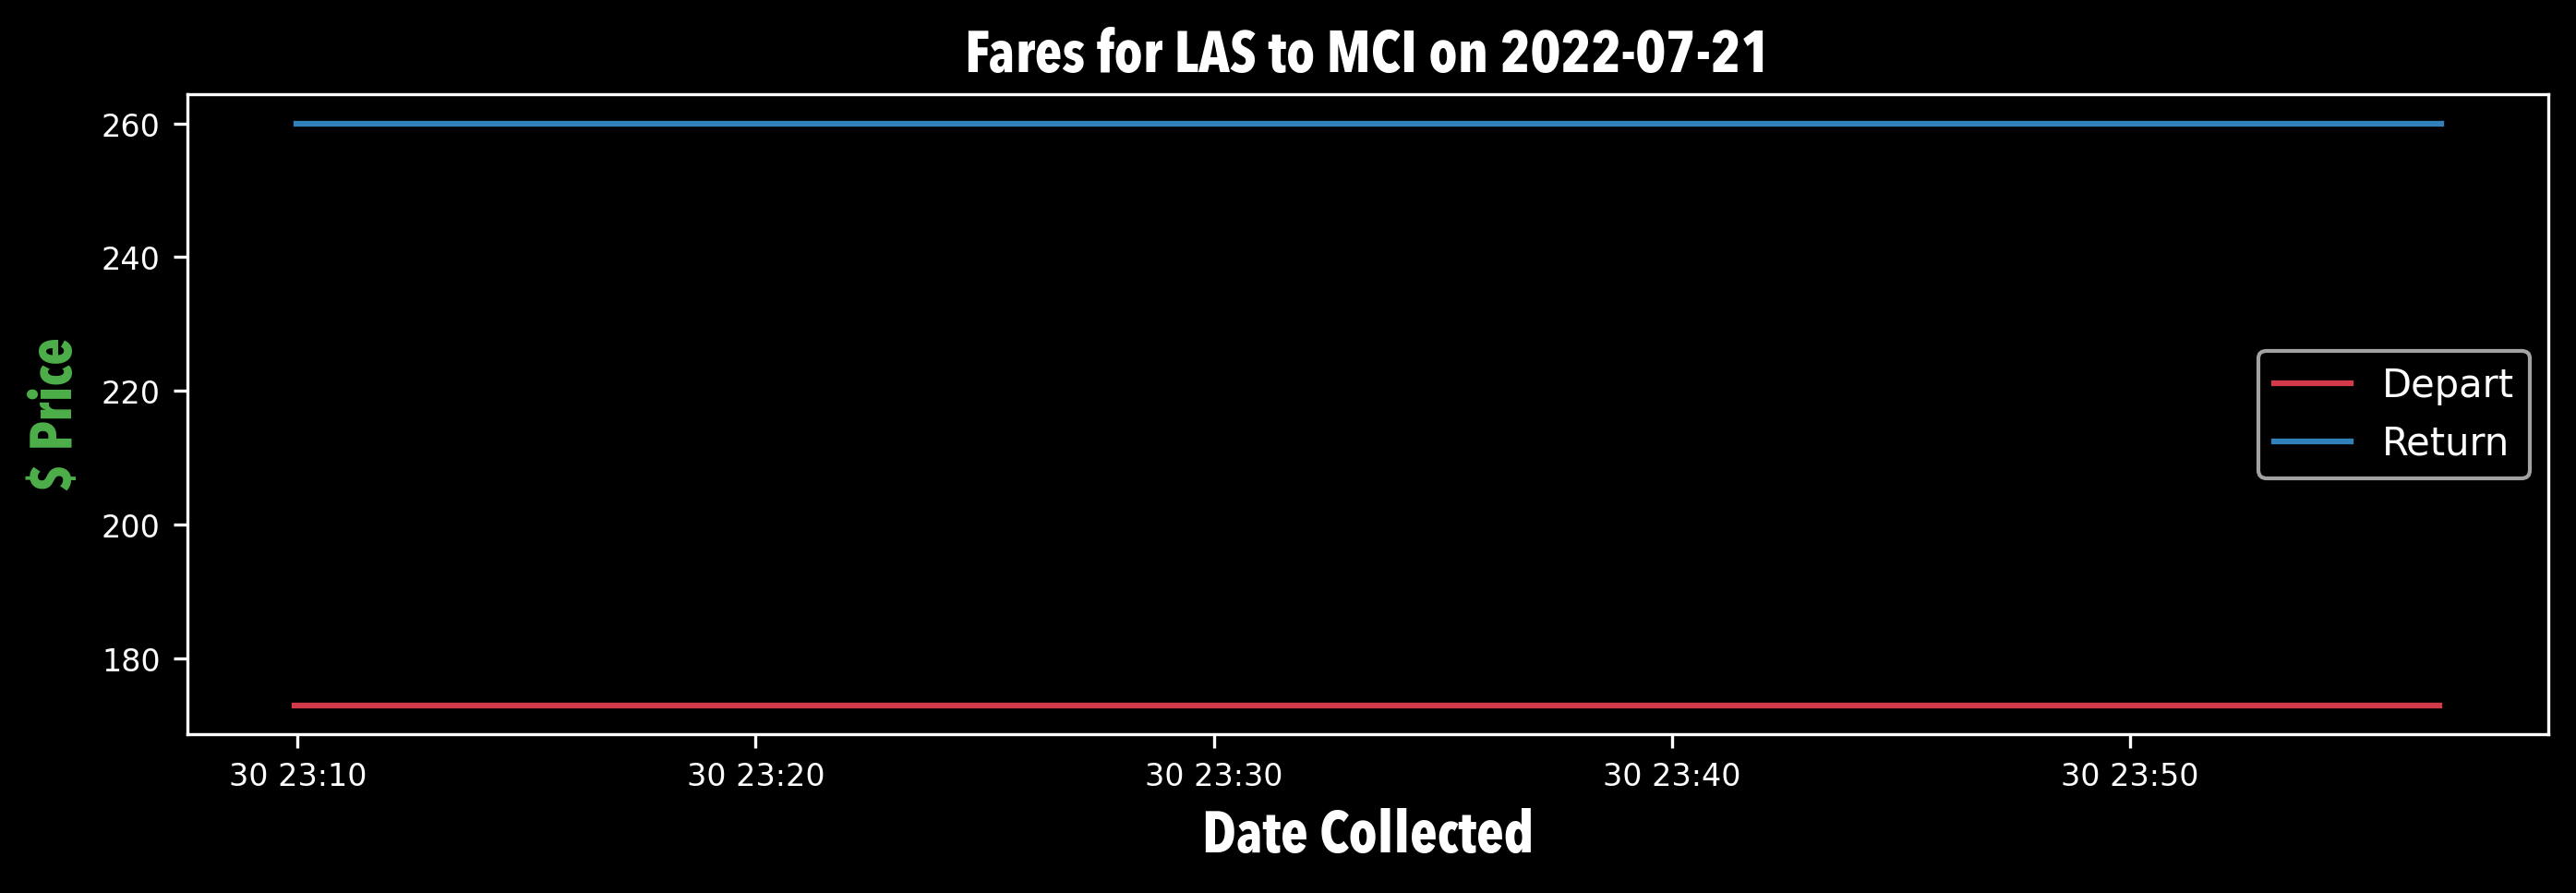 Fares for LAS to MCI on 2022-07-21
260
240
220
200
180
$ Price
Depart
Return
30 23:10 30 23:20 30 23:30 30 23:40 30 23:50
Date Collected